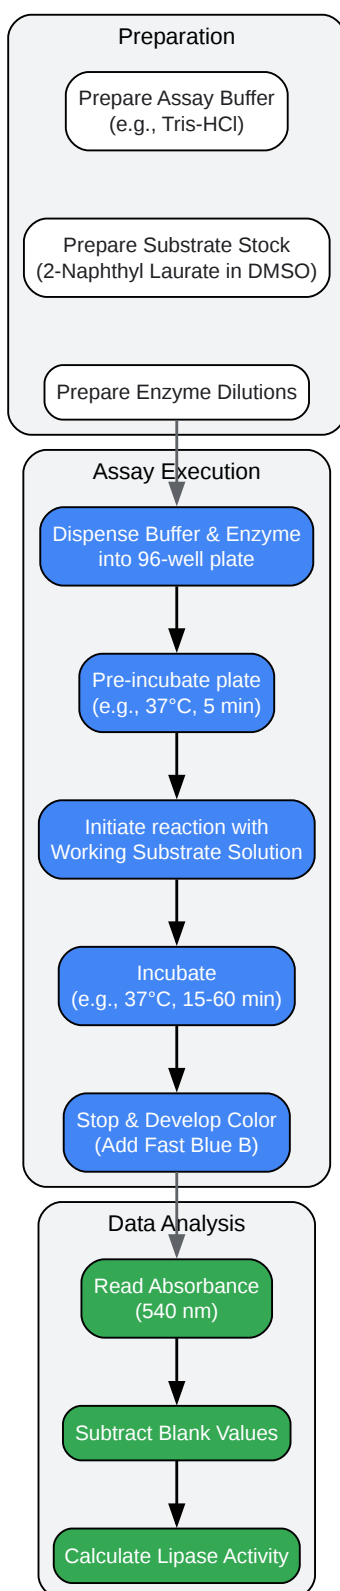 Preparation
Prepare Assay Buffer
(e.g., Tris-HCl)
Prepare Substrate Stock
(2-Naphthyl Laurate in DMSO)
Prepare Enzyme Dilutions
Assay Execution
Dispense Buffer & Enzyme
into 96-well plate
Pre-incubate plate
(e.g., 37°C, 5 min)
Initiate reaction with
Working Substrate Solution
Incubate
(e.g., 37°C, 15-60 min)
Stop & Develop Color
(Add Fast Blue B)
Data Analysis
Read Absorbance
(540 nm)
Subtract Blank Values
Calculate Lipase Activity